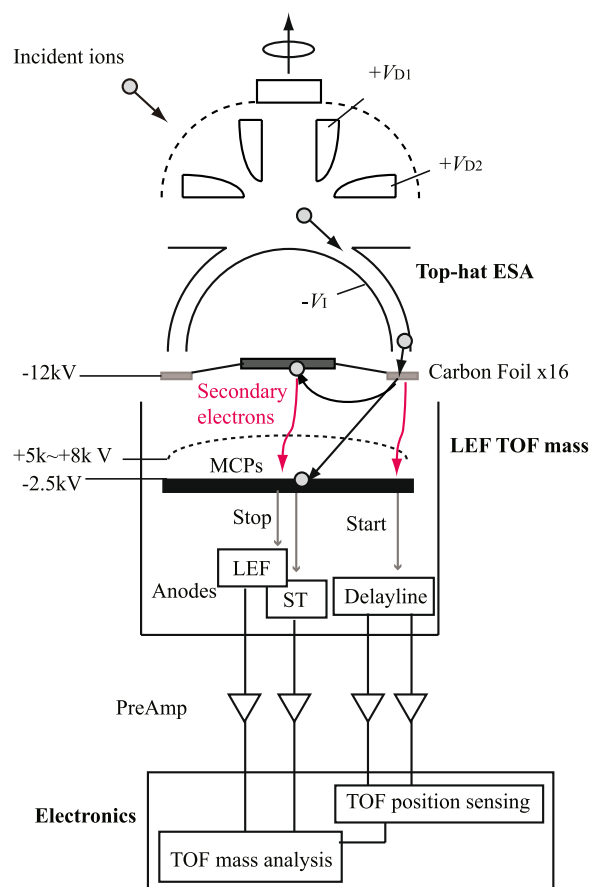 Incident ions
+VD1
+VD2
Top-hat ESA
-VI
-12kV
Carbon Foil x16
Secondary
electrons
LEF TOF mass
+5k~+8k V
MCPs
-2.5kV
Stop
Start
LEF
Anodes
ST
Delayline
PreAmp
TOF position sensing
Electronics
TOF mass analysis